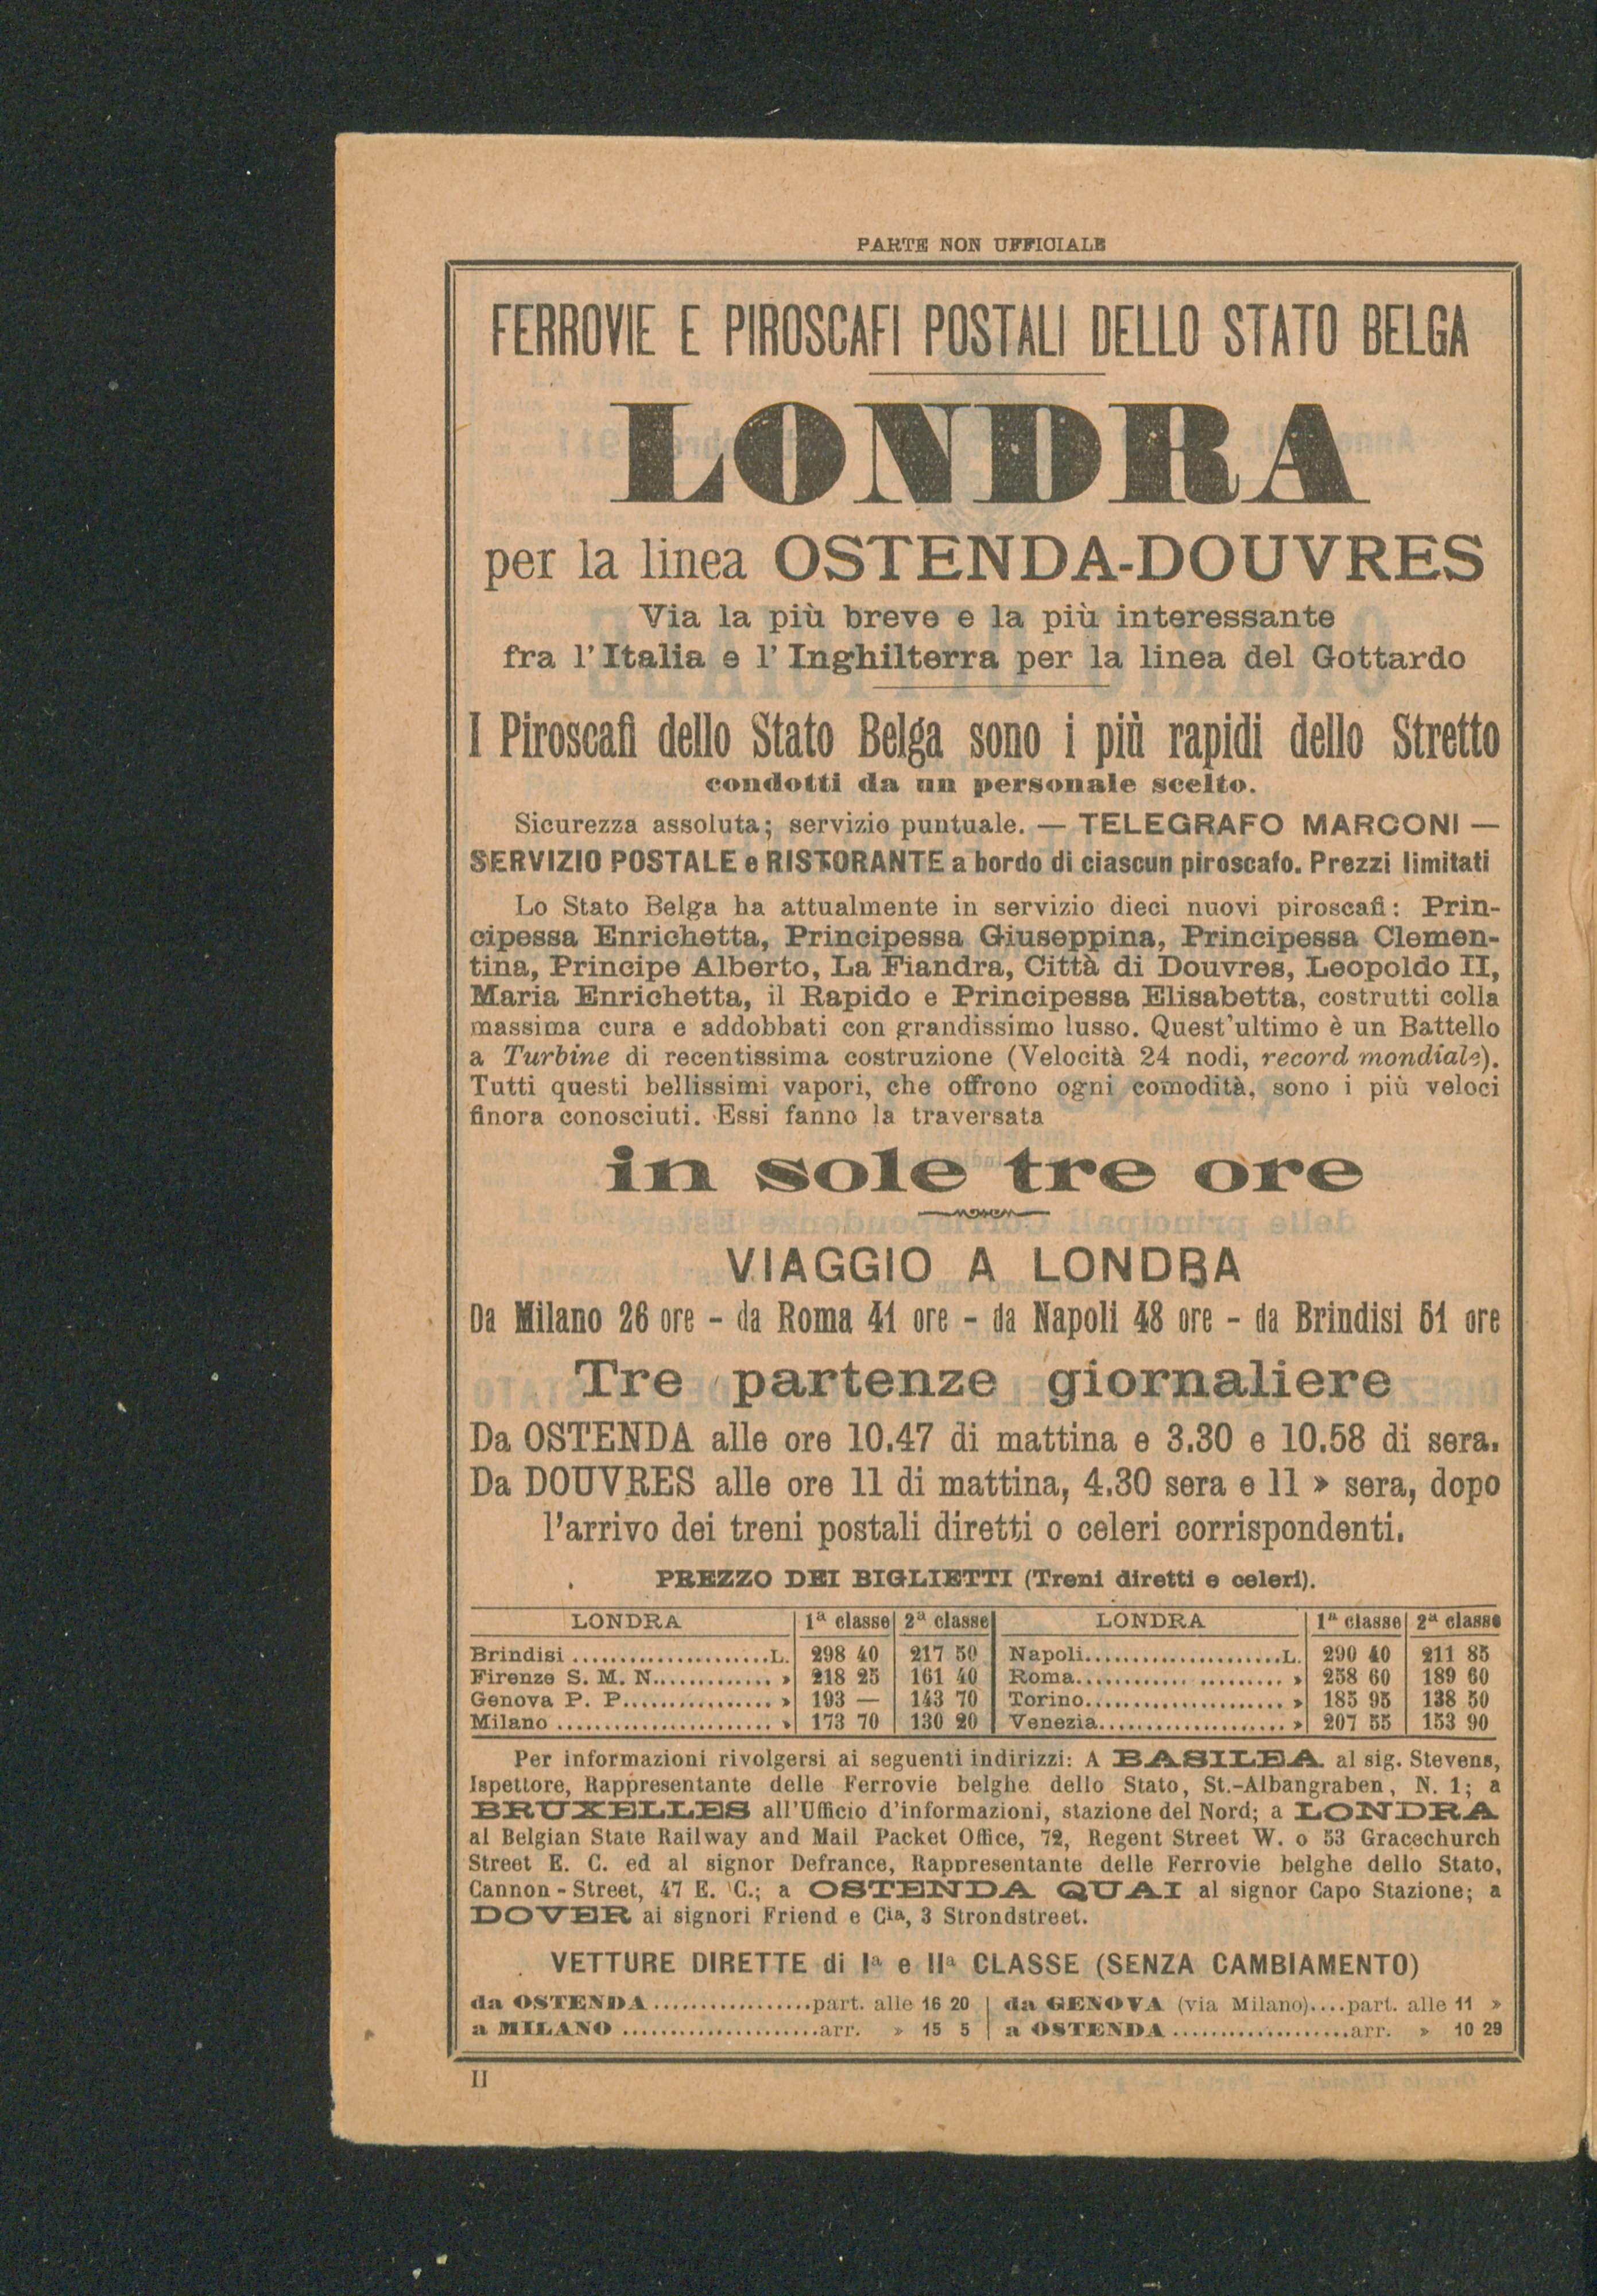 PARTE NON UFFICIALE
FERROVIE E PIROSCAFI POSTALI DELLO STATO BELGA
LONDRA
per la linea OSTENDA-DOUVRES
Via la più breve e la più interessante
fra l'Italia e l'Inghilterra per la linea del Gottardo
I Piroscafi dello Stato Belga sono i più rapidi dello Stretto
condotti da un personale scelto.
Sicurezza assoluta; servizio puntuale. — TELEGRAFO MARCONI —
SERVIZIO POSTALE e RISTORANTE a bordo di ciascun piroscafo. Prezzi limitati
Lo Stato Belga ha attualmente in servizio dieci nuovi piroscafi: Prin-
cipessa Enrichetta, Principessa Giuseppina, Principessa Clemen-
tina, Principe Alberto, La Fiandra, Città di Douvres, Leopoldo II,
Maria Enrichetta, il Rapido e Principessa Elisabetta, costrutti colla
massima cura e addobbati con grandissimo lusso. Quest'ultimo è un Battello
a Turbine di recentissima costruzione (Velocità 24 nodi, record mondiale).
Tutti questi bellissimi vapori, che offrono ogni comodità, sono i più veloci
finora conosciuti. Essi fanno la traversata
in sole tre ore
VIAGGIO A LONDRA
Da Milano 26 ore - da Roma 41 ore - da Napoli 48 ore - da Brindisi 51 ore
Tre partenze giornaliere
Da OSTENDA alle ore 10.47 di mattina e 3.30 e 10.58 di sera.
Da DOUVRES alle ore 11 di mattina, 4.30 sera e 11 » sera, dopo
l'arrivo dei treni postali diretti o celeri corrispondenti.
PREZZO DEI BIGLIETTI (Treni diretti e celeri).
LONDRA 1ª classe 2ª classe LONDRA 1ª classe 2ª classe
Brindisi .....................L. 298 40 217 50 Napoli.....................L. 290 40 211 85
Firenze S. M. N.............. » 218 25 161 40 Roma....................... » 258 60 189 60
Genova P. P................ » 193 — 143 70 Torino...................... » 185 95 138 50
Milano ....................... » 173 70 130 20 Venezia.................... » 207 55 153 90
Per informazioni rivolgersi ai seguenti indirizzi: A BASILEA al sig. Stevens,
Ispettore, Rappresentante delle Ferrovie belghe dello Stato, St.-Albangraben, N. 1; a
BRUXELLES all'Ufficio d'informazioni, stazione del Nord; a LONDRA
al Belgian State Railway and Mail Packet Office, 72, Regent Street W. o 53 Gracechurch
Street E. C. ed al signor Defrance, Rappresentante delle Ferrovie belghe dello Stato,
Cannon-Street, 47 E. C.; a OSTENDA QUAI al signor Capo Stazione; a
DOVER ai signori Friend e Cia, 3 Strondstreet.
VETTURE DIRETTE di Iª e IIª CLASSE (SENZA CAMBIAMENTO)
da OSTENDA .................part. alle 16 20 da GENOVA (via Milano)....part. alle 11 »
a MILANO .....................arr. » 15 5 a OSTENDA ...................arr. » 10 29
II